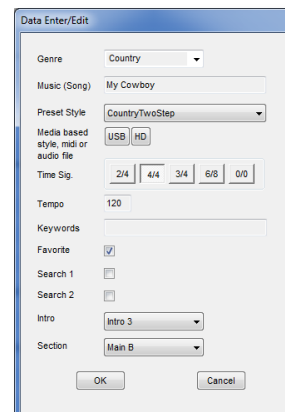 Data Enter/Edit
Genre Country
Music (Song) My Cowboy
Preset Style CountryTwoStep
Media based
style, midi or
audio file
USB HD
Time Sig. 2/4 4/4 3/4 6/8 0/0
Tempo 120
Keywords
Favorite
Search 1
Search 2
Intro Intro 3
Section Main B
OK Cancel